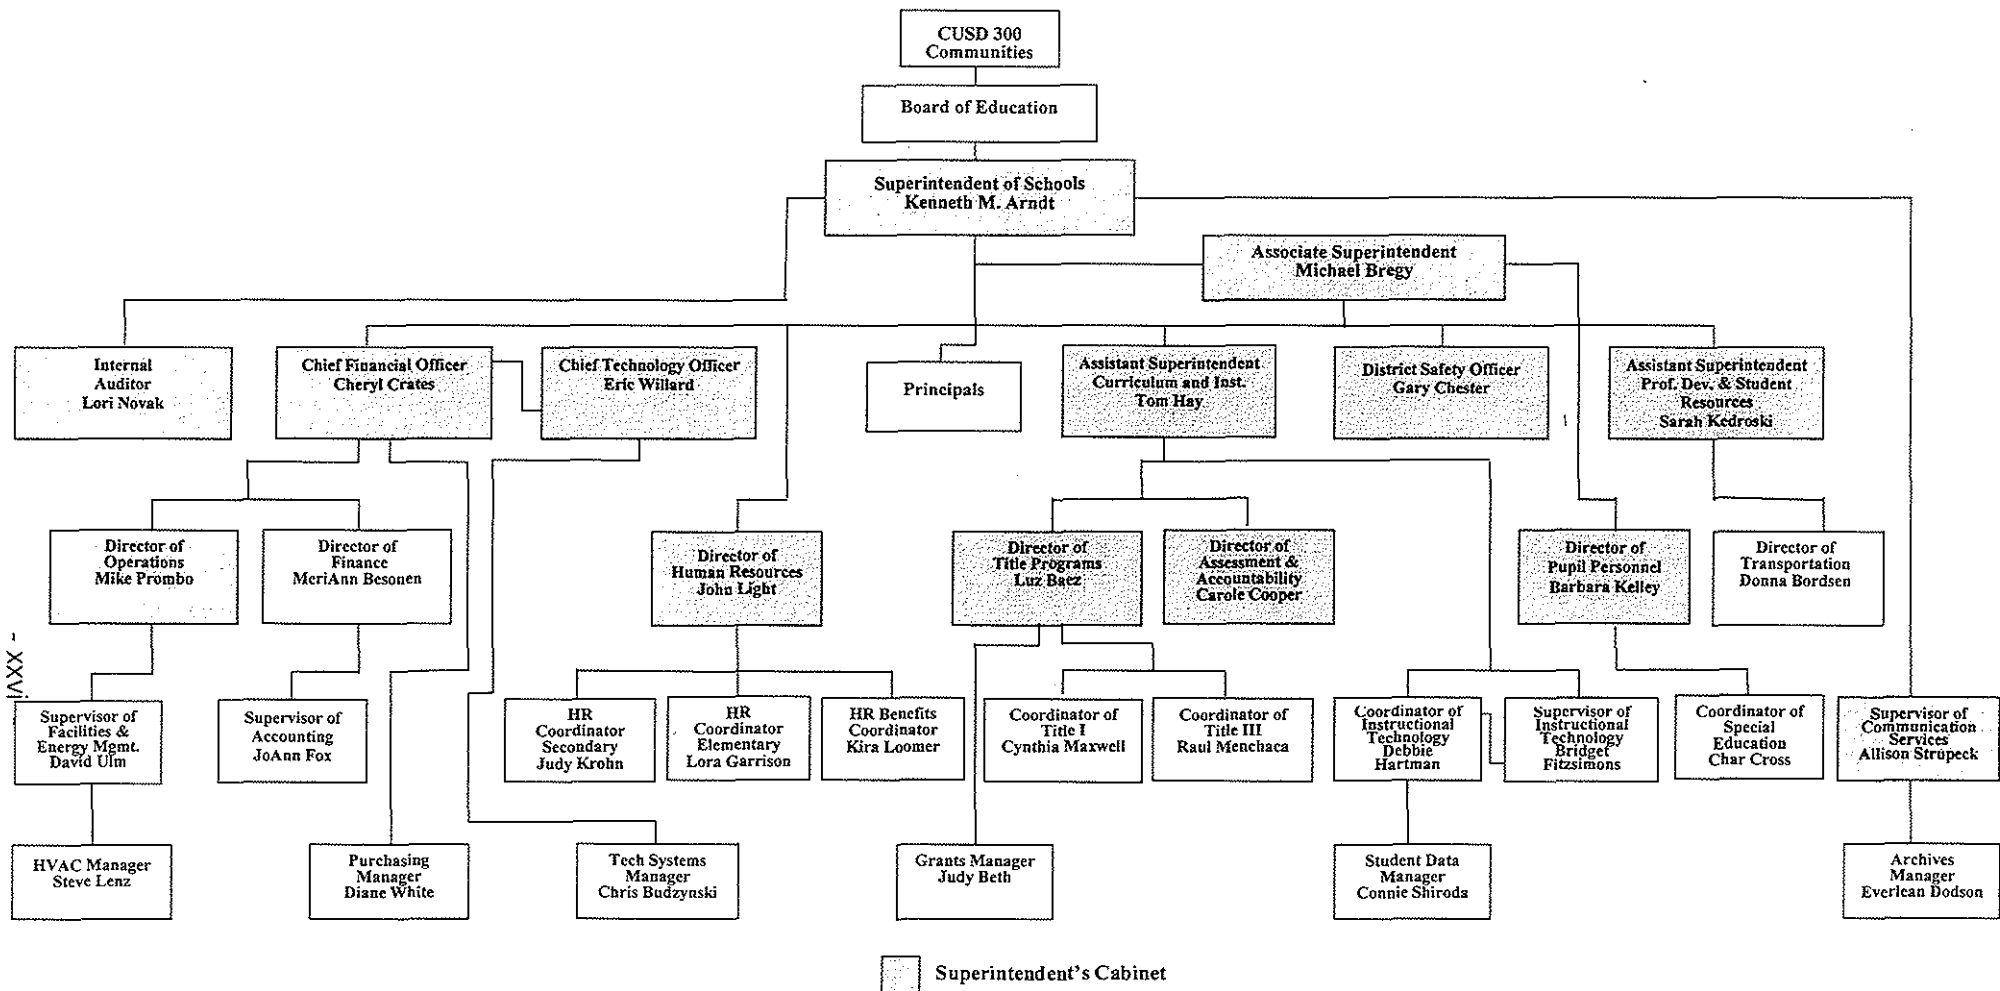 CUSD 300
Communities
Board of Education
Superintendent of Schools
Kenneth M. Arndt
Associate Superintendent
Michael Bregy
Internal
Auditor
Lori Novak
Chief Financial Officer
Cheryl Crates
Chief Technology Officer
Eric Willard
Principals
Assistant Superintendent
Curriculum and Inst.
Tom Hay
District Safety Officer
Gary Chester
Assistant Superintendent
Prof. Dev. & Student
Resources
Sarah Kedroski
Director of
Operations
Mike Prombo
Director of
Finance
MeriAnn Besonen
Director of
Human Resources
John Light
Director of
Title Programs
Luz Baez
Director of
Assessment &
Accountability
Carole Cooper
Director of
Pupil Personnel
Barbara Kelley
Director of
Transportation
Donna Bordsen
Supervisor of
Facilities &
Energy Mgmt.
David Ulm
Supervisor of
Accounting
JoAnn Fox
HR
Coordinator
Secondary
Judy Krohn
HR
Coordinator
Elementary
Lora Garrison
HR Benefits
Coordinator
Kira Loomer
Coordinator of
Title I
Cynthia Maxwell
Coordinator of
Title III
Raul Menchaca
Coordinator of
Instructional
Technology
Debbie
Hartman
Supervisor of
Instructional
Technology
Bridget
Fitzsimons
Coordinator of
Special
Education
Char Cross
Supervisor of
Communication
Services
Allison Strupeck
HVAC Manager
Steve Lenz
Purchasing
Manager
Diane White
Tech Systems
Manager
Chris Budzynski
Grants Manager
Judy Beth
Student Data
Manager
Connie Shiroda
Archives
Manager
Everlean Dodson
Superintendent's Cabinet
- xxvi